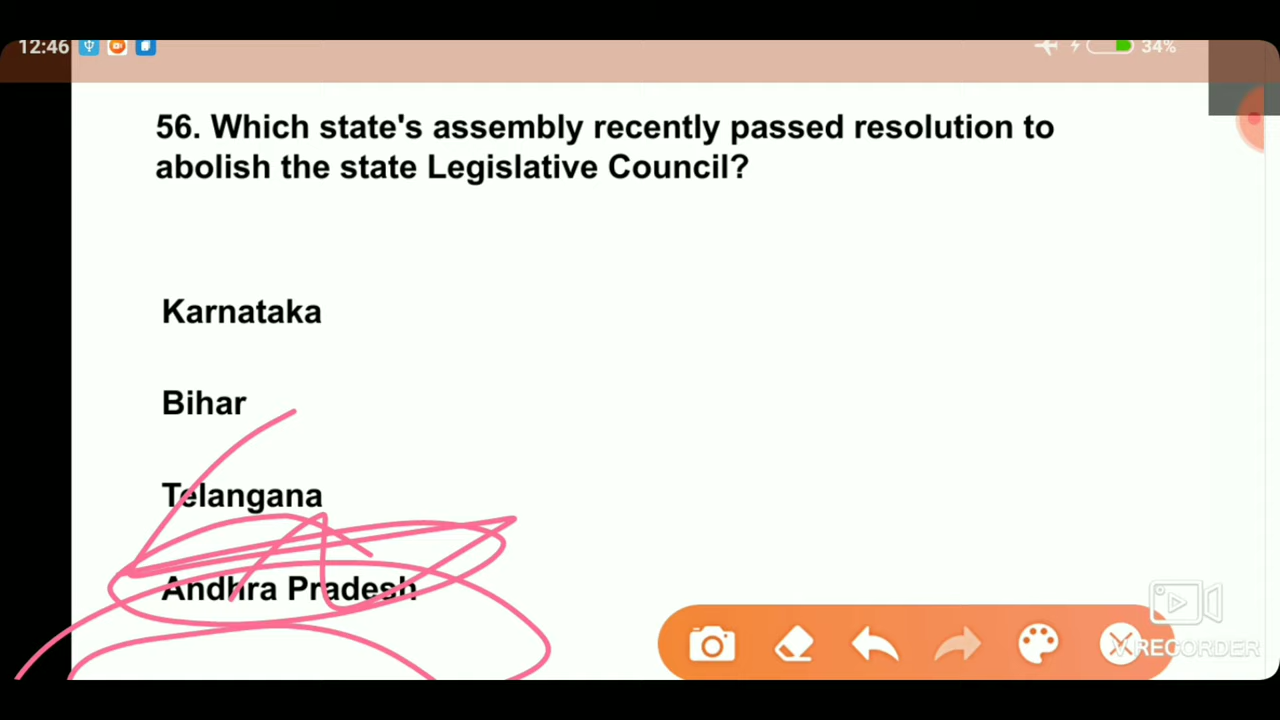 12:46
34%
56. Which state's assembly recently passed resolution to
abolish the state Legislative Council?
Karnataka
Bihar
Telangana
Andhra Pradesh
V RECORDER